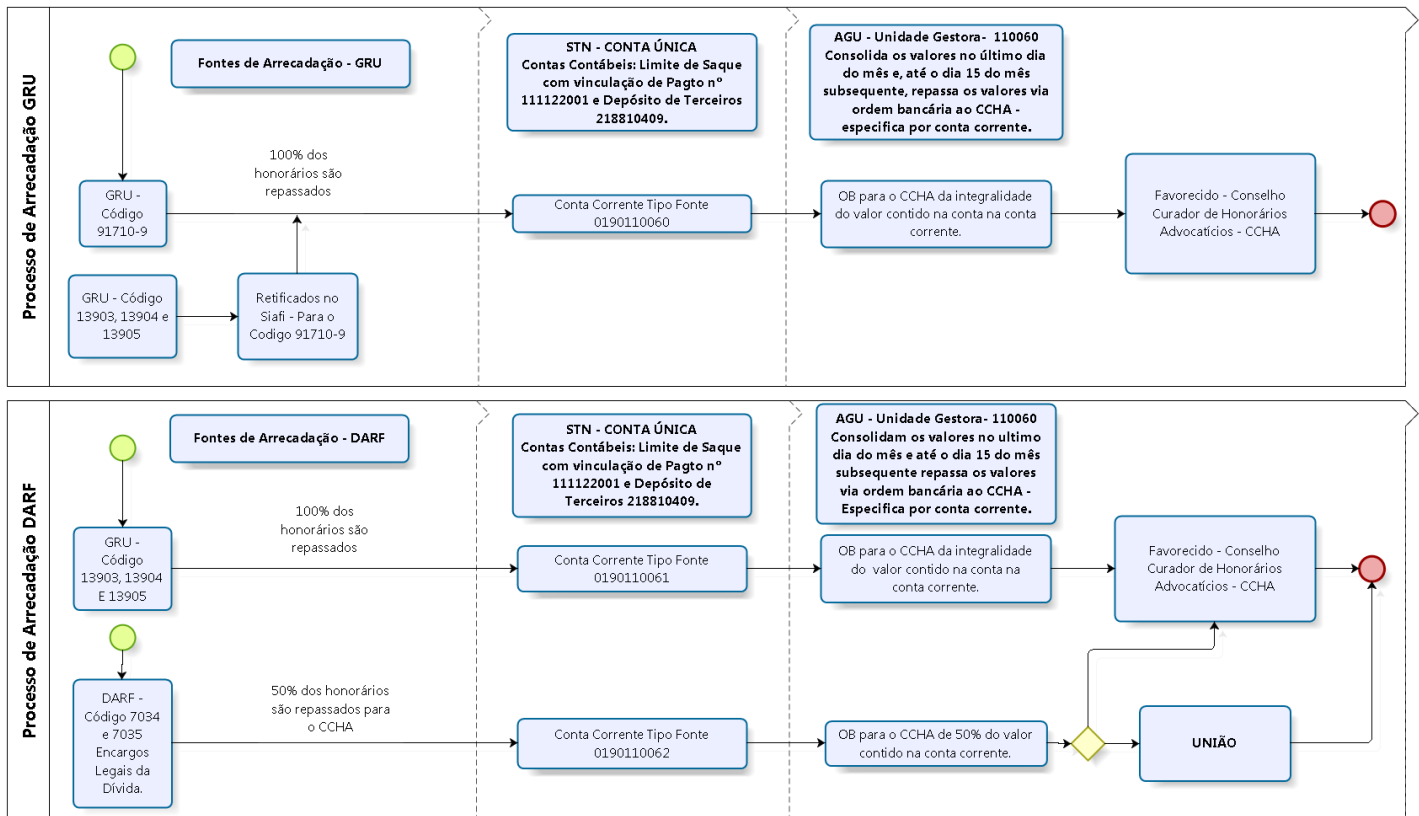 Processo de Arrecadação GRU
Fontes de Arrecadação - GRU
STN - CONTA ÚNICA
Contas Contábeis: Limite de Saque
com vinculação de Pagto nº
111122001 e Depósito de Terceiros
218810409.
AGU - Unidade Gestora- 110060
Consolida os valores no último dia
do mês e, até o dia 15 do mês
subsequente, repassa os valores via
ordem bancária ao CCHA -
especifica por conta corrente.
100% dos
honorários são
repassados
GRU -
Código
91710-9
Conta Corrente Tipo Fonte
0190110060
OB para o CCHA da integralidade
do valor contido na conta na conta
corrente.
Favorecido - Conselho
Curador de Honorários
Advocatícios - CCHA
GRU - Código
13903, 13904 e
13905
Retificados no
Siafi - Para o
Codigo 91710-9
Processo de Arrecadação DARF
Fontes de Arrecadação - DARF
STN - CONTA ÚNICA
Contas Contábeis: Limite de Saque
com vinculação de Pagto nº
111122001 e Depósito de
Terceiros 218810409.
AGU - Unidade Gestora- 110060
Consolidam os valores no ultimo
dia do mês e até o dia 15 do mês
subsequente repassa os valores
via ordem bancária ao CCHA -
Especifica por conta corrente.
100% dos
honorários são
repassados
GRU -
Código
13903, 13904
E 13905
Conta Corrente Tipo Fonte
0190110061
OB para o CCHA da integralidade
do valor contido na conta na
conta corrente.
Favorecido - Conselho
Curador de Honorários
Advocatícios - CCHA
50% dos honorários
são repassados para
o CCHA
DARF -
Código 7034
e 7035
Encargos
Legais da
Dívida.
Conta Corrente Tipo Fonte
0190110062
OB para o CCHA de 50% do valor
contido na conta corrente.
UNIÃO